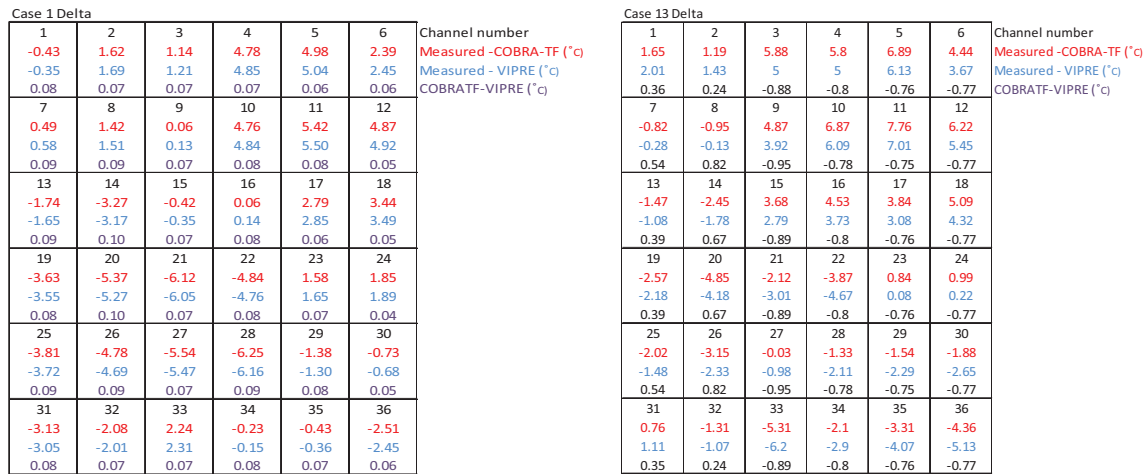 Case 1 Delta
1 2 3 4 5 6 Channel number
-0.43 1.62 1.14 4.78 4.98 2.39 Measured -COBRA-TF (˚C)
-0.35 1.69 1.21 4.85 5.04 2.45 Measured - VIPRE (˚C)
0.08 0.07 0.07 0.07 0.06 0.06 COBRATF-VIPRE (˚C)
7 8 9 10 11 12
0.49 1.42 0.06 4.76 5.42 4.87
0.58 1.51 0.13 4.84 5.50 4.92
0.09 0.09 0.07 0.08 0.08 0.05
13 14 15 16 17 18
-1.74 -3.27 -0.42 0.06 2.79 3.44
-1.65 -3.17 -0.35 0.14 2.85 3.49
0.09 0.10 0.07 0.08 0.06 0.05
19 20 21 22 23 24
-3.63 -5.37 -6.12 -4.84 1.58 1.85
-3.55 -5.27 -6.05 -4.76 1.65 1.89
0.08 0.10 0.07 0.08 0.07 0.04
25 26 27 28 29 30
-3.81 -4.78 -5.54 -6.25 -1.38 -0.73
-3.72 -4.69 -5.47 -6.16 -1.30 -0.68
0.09 0.09 0.07 0.09 0.08 0.05
31 32 33 34 35 36
-3.13 -2.08 2.24 -0.23 -0.43 -2.51
-3.05 -2.01 2.31 -0.15 -0.36 -2.45
0.08 0.07 0.07 0.08 0.07 0.06
Case 13 Delta
1 2 3 4 5 6 Channel number
1.65 1.19 5.88 5.8 6.89 4.44 Measured -COBRA-TF (˚C)
2.01 1.43 5 5 6.13 3.67 Measured - VIPRE (˚C)
0.36 0.24 -0.88 -0.8 -0.76 -0.77 COBRATF-VIPRE (˚C)
7 8 9 10 11 12
-0.82 -0.95 4.87 6.87 7.76 6.22
-0.28 -0.13 3.92 6.09 7.01 5.45
0.54 0.82 -0.95 -0.78 -0.75 -0.77
13 14 15 16 17 18
-1.47 -2.45 3.68 4.53 3.84 5.09
-1.08 -1.78 2.79 3.73 3.08 4.32
0.39 0.67 -0.89 -0.8 -0.76 -0.77
19 20 21 22 23 24
-2.57 -4.85 -2.12 -3.87 0.84 0.99
-2.18 -4.18 -3.01 -4.67 0.08 0.22
0.39 0.67 -0.89 -0.8 -0.76 -0.77
25 26 27 28 29 30
-2.02 -3.15 -0.03 -1.33 -1.54 -1.88
-1.48 -2.33 -0.98 -2.11 -2.29 -2.65
0.54 0.82 -0.95 -0.78 -0.75 -0.77
31 32 33 34 35 36
0.76 -1.31 -5.31 -2.1 -3.31 -4.36
1.11 -1.07 -6.2 -2.9 -4.07 -5.13
0.35 0.24 -0.89 -0.8 -0.76 -0.77